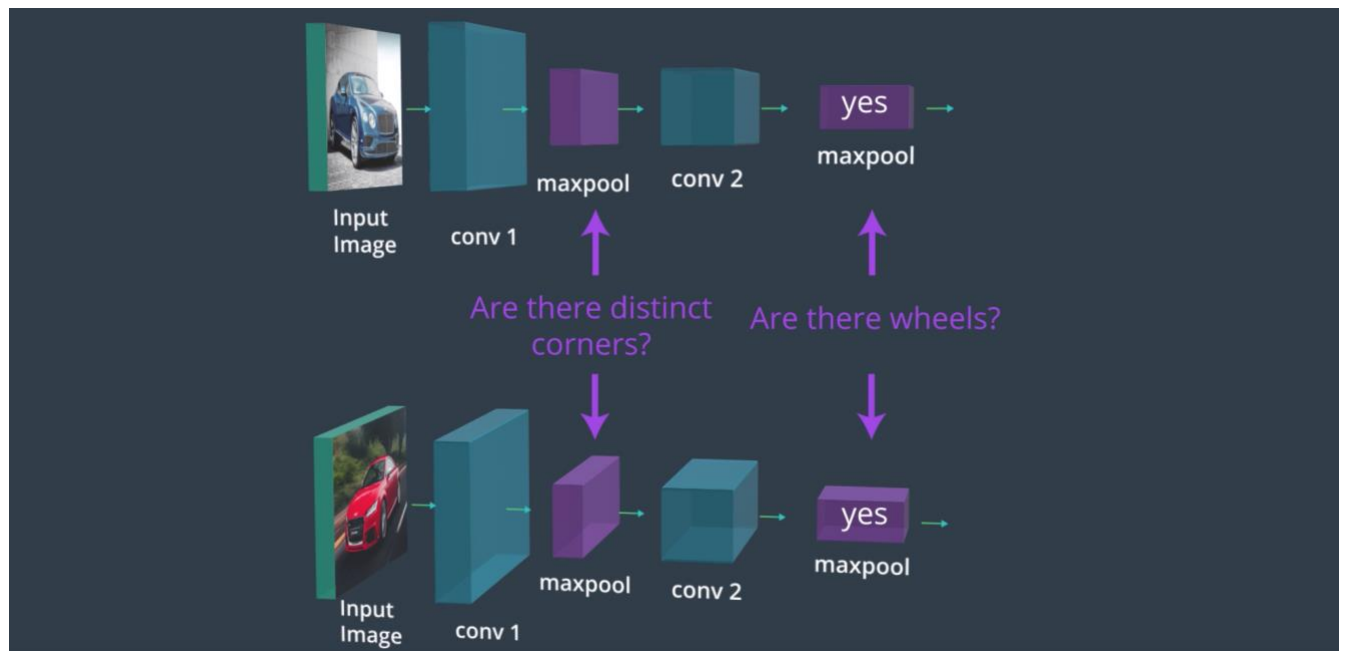 yes
maxpool
conv 2
maxpool
Input
Image
conv 1
Are there distinct
corners?
Are there wheels?
yes
maxpool
conv 2
maxpool
Input
Image
conv 1